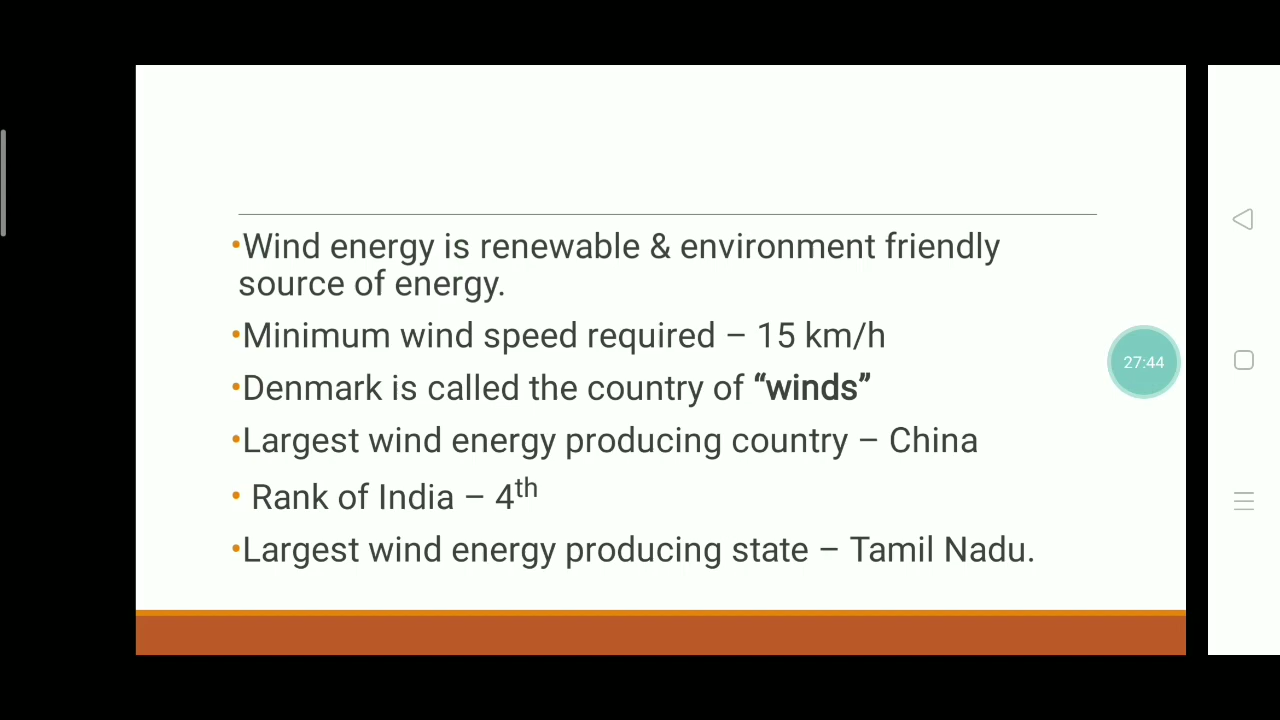 •Wind energy is renewable & environment friendly
source of energy.
•Minimum wind speed required – 15 km/h
•Denmark is called the country of “winds”
•Largest wind energy producing country – China
• Rank of India – 4th
•Largest wind energy producing state – Tamil Nadu.
27:44